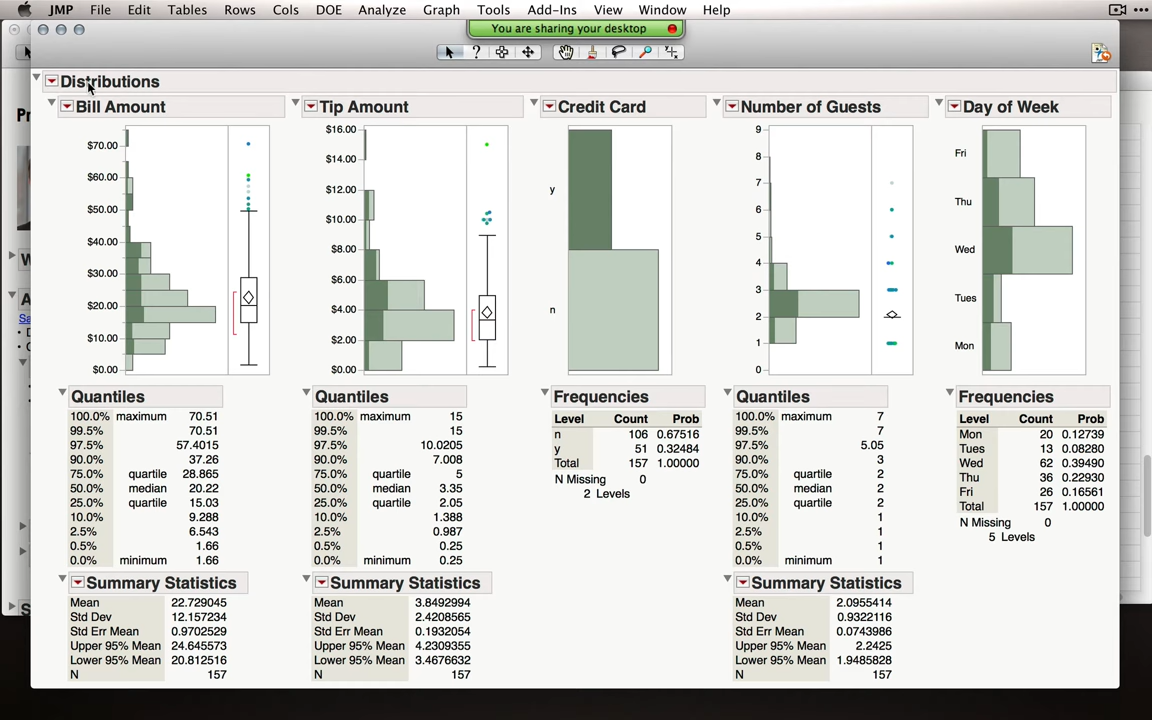 JMP File Edit Tables Rows Cols DOE Analyze Graph Tools Add-Ins View Window Help
You are sharing your desktop
Distributions
Bill Amount
$70.00
$60.00
$50.00
$40.00
$30.00
$20.00
$10.00
$0.00
Quantiles
100.0% maximum 70.51
99.5% 70.51
97.5% 57.4015
90.0% 37.26
75.0% quartile 28.865
50.0% median 20.22
25.0% quartile 15.03
10.0% 9.288
2.5% 6.543
0.5% 1.66
0.0% minimum 1.66
Summary Statistics
Mean 22.729045
Std Dev 12.157234
Std Err Mean 0.9702529
Upper 95% Mean 24.645573
Lower 95% Mean 20.812516
N 157
Tip Amount
$16.00
$14.00
$12.00
$10.00
$8.00
$6.00
$4.00
$2.00
$0.00
Quantiles
100.0% maximum 15
99.5% 15
97.5% 10.0205
90.0% 7.008
75.0% quartile 5
50.0% median 3.35
25.0% quartile 2.05
10.0% 1.388
2.5% 0.987
0.5% 0.25
0.0% minimum 0.25
Summary Statistics
Mean 3.8492994
Std Dev 2.4208565
Std Err Mean 0.1932054
Upper 95% Mean 4.2309355
Lower 95% Mean 3.4676632
N 157
Credit Card
y
n
Frequencies
Level Count Prob
n 106 0.67516
y 51 0.32484
Total 157 1.00000
N Missing 0
2 Levels
Number of Guests
9
8
7
6
5
4
3
2
1
0
Quantiles
100.0% maximum 7
99.5% 7
97.5% 5.05
90.0% 3
75.0% quartile 2
50.0% median 2
25.0% quartile 2
10.0% 1
2.5% 1
0.5% 1
0.0% minimum 1
Summary Statistics
Mean 2.0955414
Std Dev 0.9322116
Std Err Mean 0.0743986
Upper 95% Mean 2.2425
Lower 95% Mean 1.9485828
N 157
Day of Week
Fri
Thu
Wed
Tues
Mon
Frequencies
Level Count Prob
Mon 20 0.12739
Tues 13 0.08280
Wed 62 0.39490
Thu 36 0.22930
Fri 26 0.16561
Total 157 1.00000
N Missing 0
5 Levels